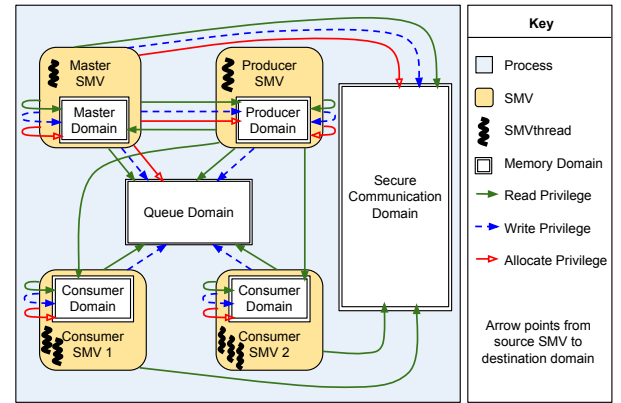 Master
SMV
Master
Domain
Producer
SMV
Producer
Domain
Queue Domain
Secure
Communication
Domain
Consumer
Domain
Consumer
SMV 1
Consumer
Domain
Consumer
SMV 2
Key
Process
SMV
SMVthread
Memory Domain
Read Privilege
Write Privilege
Allocate Privilege
Arrow points from
source SMV to
destination domain